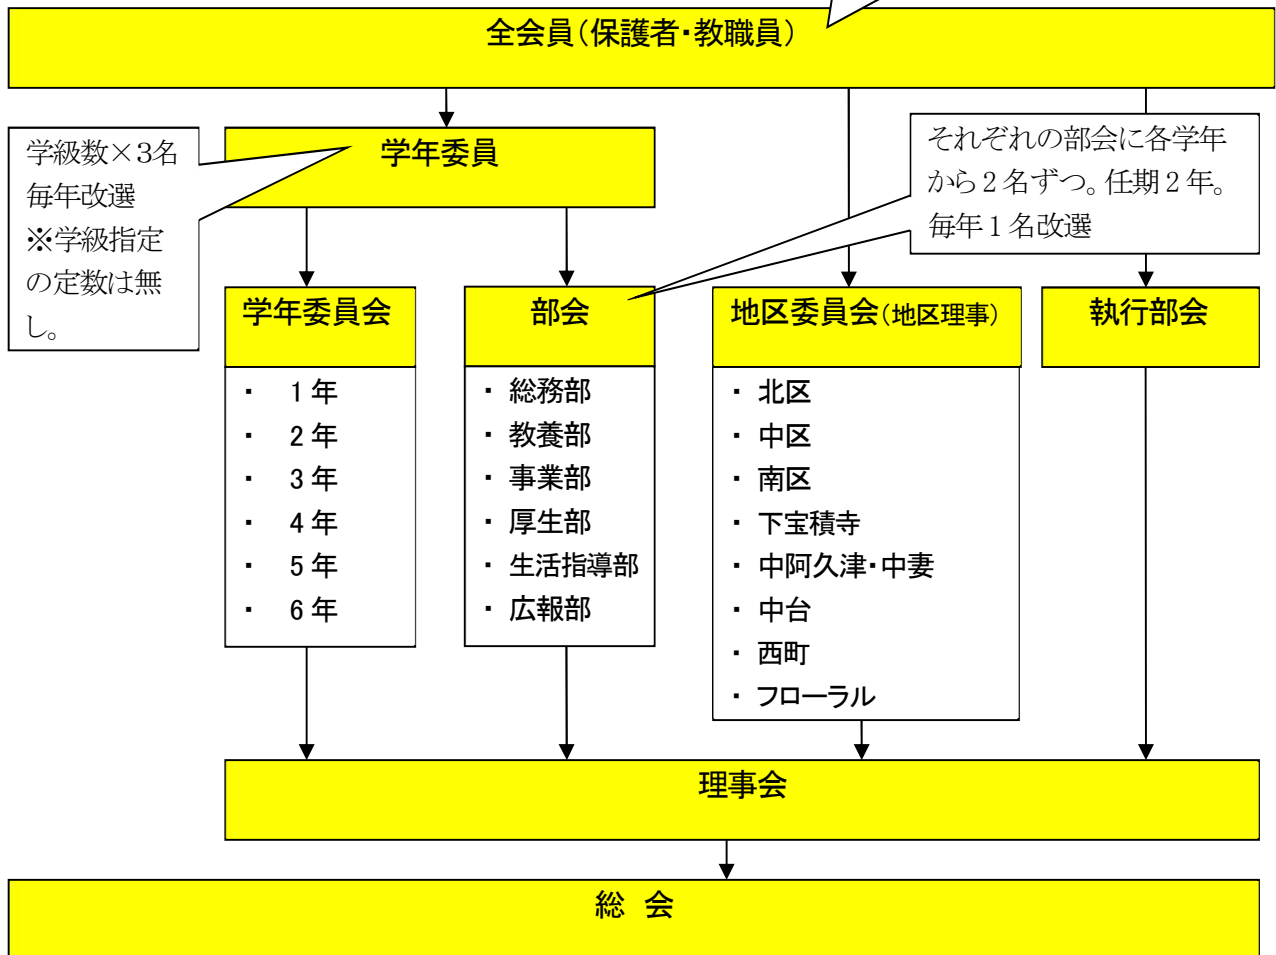 全会員(保護者・教職員)
学級数×3名
毎年改選
※学級指定
の定数は無
し。
学年委員
それぞれの部会に各学年
から2名ずつ。任期2年。
毎年1名改選
学年委員会
・ 1年
・ 2年
・ 3年
・ 4年
・ 5年
・ 6年
部会
・ 総務部
・ 教養部
・ 事業部
・ 厚生部
・ 生活指導部
・ 広報部
地区委員会(地区理事)
・ 北区
・ 中区
・ 南区
・ 下宝積寺
・ 中阿久津・中妻
・ 中台
・ 西町
・ フローラル
執行部会
理事会
総 会